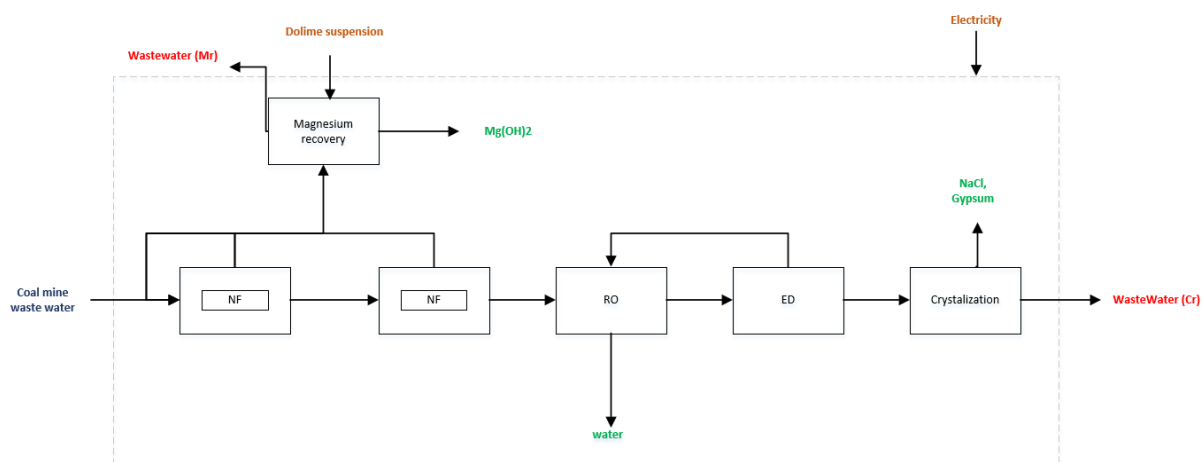 Electricity
Dolime suspension
Wastewater (Mr)
Magnesium
recovery
Mg(OH)2
NaCl,
Gypsum
Coal mine
waste water
NF
NF
RO
ED
Crystalization
WasteWater (Cr)
water